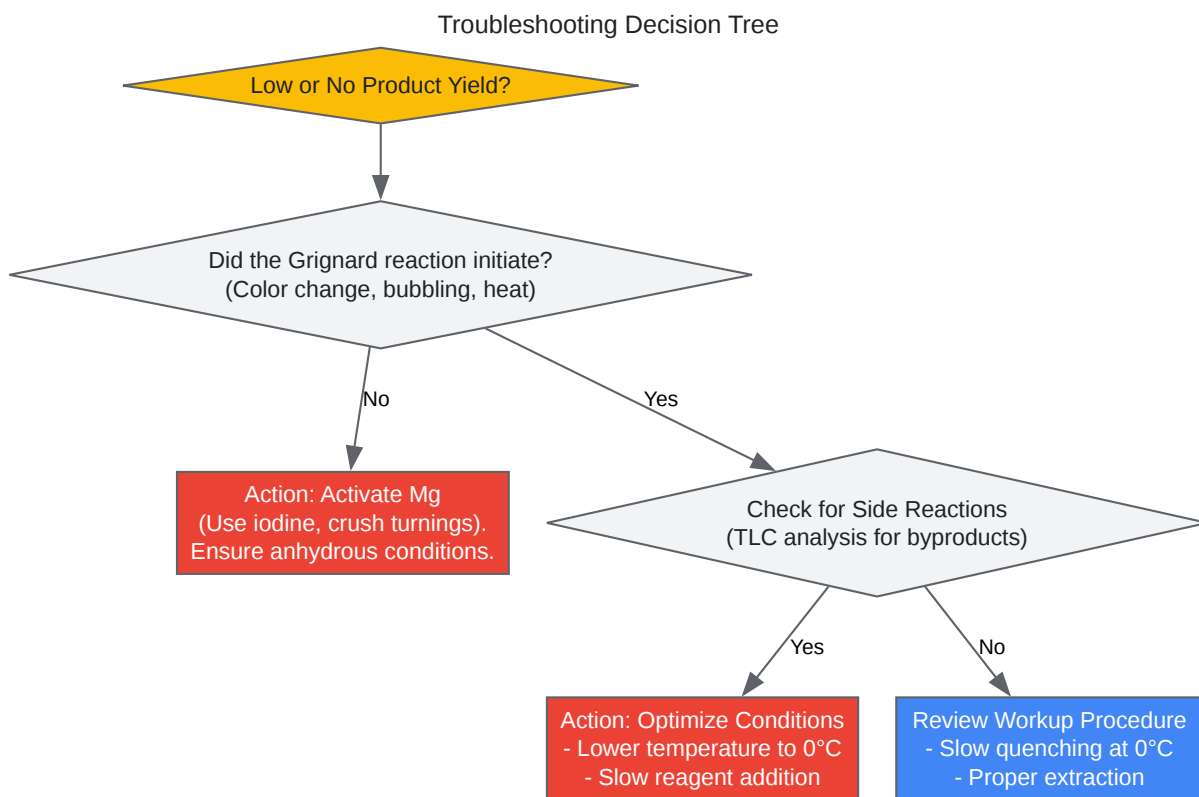 Troubleshooting Decision Tree
Low or No Product Yield?
Did the Grignard reaction initiate?
(Color change, bubbling, heat)
No
Yes
Action: Activate Mg
(Use iodine, crush turnings).
Ensure anhydrous conditions.
Check for Side Reactions
(TLC analysis for byproducts)
Yes
No
Action: Optimize Conditions
- Lower temperature to 0°C
- Slow reagent addition
Review Workup Procedure
- Slow quenching at 0°C
- Proper extraction